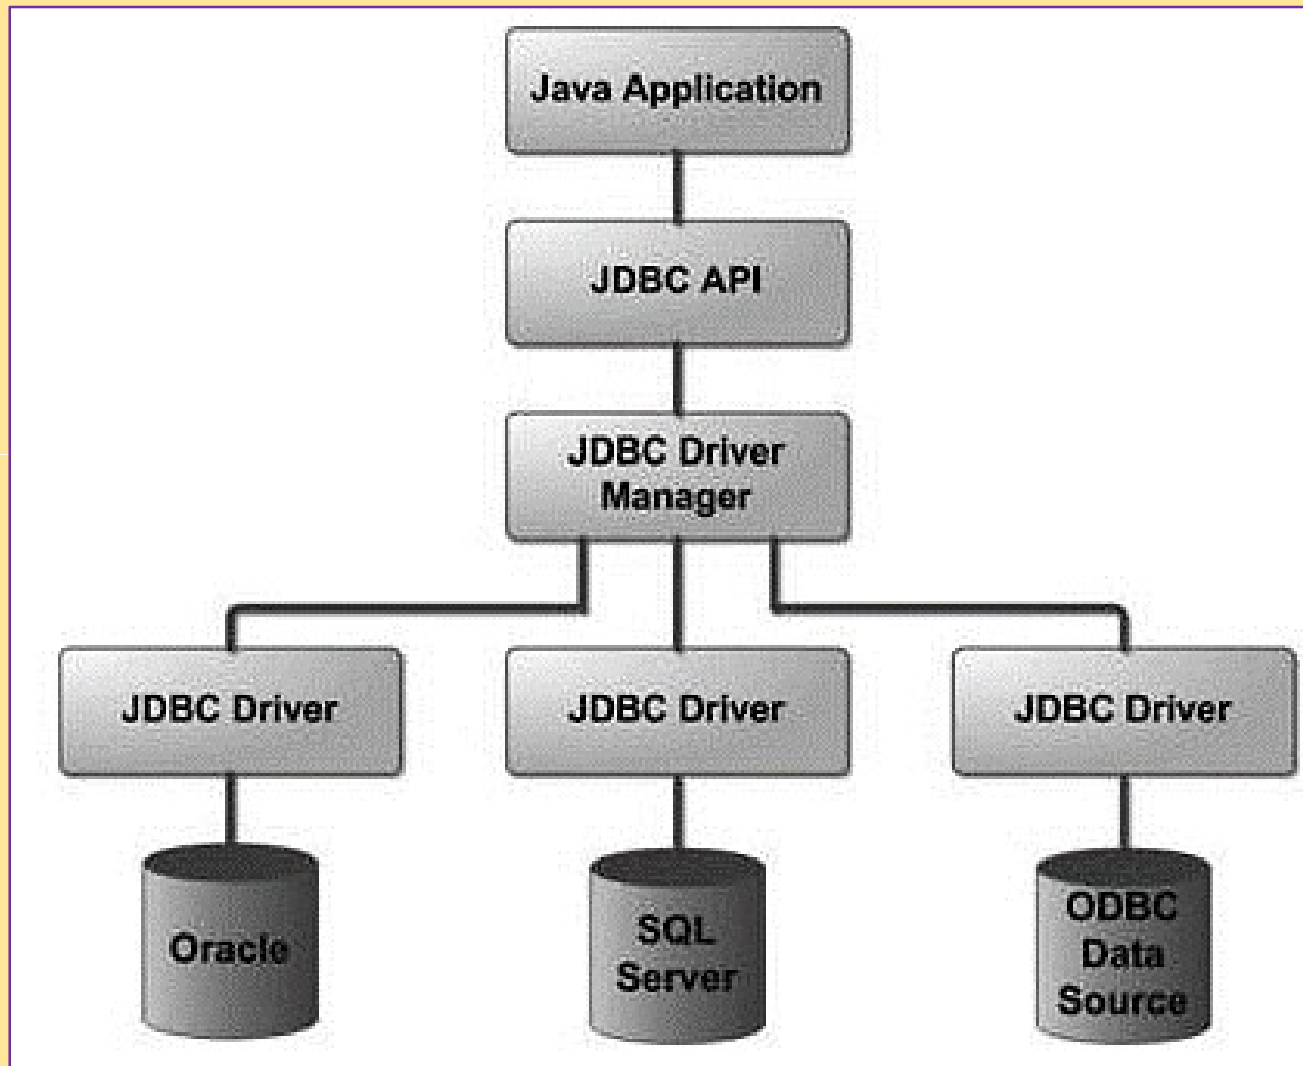 Java Application
JDBC API
JDBC Driver
Manager
JDBC Driver
JDBC Driver
JDBC Driver
Oracle
SQL
Server
ODBC
Data
Source